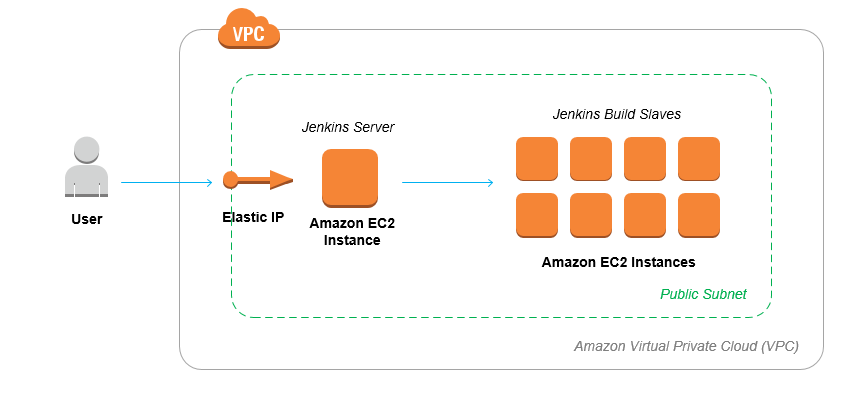 VPC
Jenkins Build Slaves
Jenkins Server
User
Elastic IP
Amazon EC2
Instance
Amazon EC2 Instances
Public Subnet
Amazon Virtual Private Cloud (VPC)